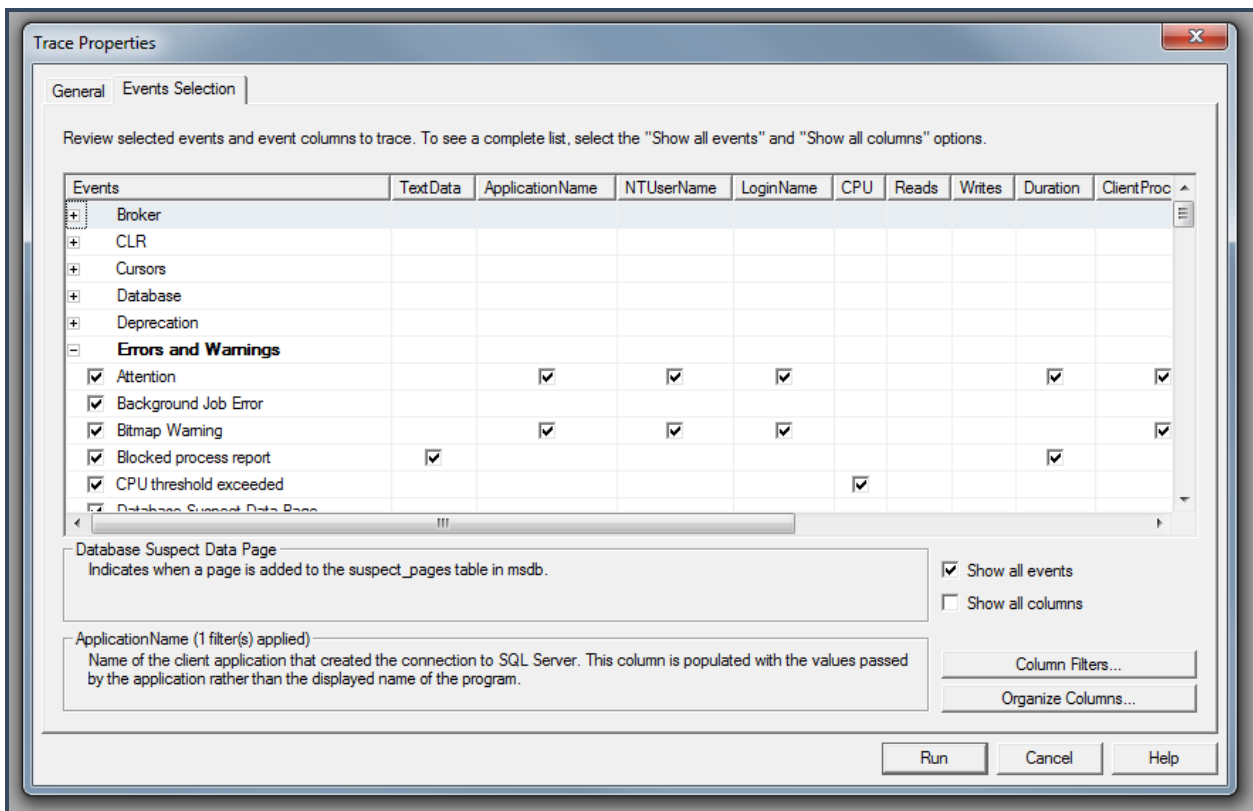 Trace Properties
General Events Selection
Review selected events and event columns to trace. To see a complete list, select the "Show all events" and "Show all columns" options.
Events TextData ApplicationName NTUserName LoginName CPU Reads Writes Duration ClientProc
Broker
CLR
Cursors
Database
Deprecation
Errors and Warnings
Attention
Background Job Error
Bitmap Warning
Blocked process report
CPU threshold exceeded
Database Suspect Data Page
Database Suspect Data Page
Indicates when a page is added to the suspect_pages table in msdb.
Show all events
Show all columns
ApplicationName (1 filter(s) applied)
Name of the client application that created the connection to SQL Server. This column is populated with the values passed
by the application rather than the displayed name of the program.
Column Filters...
Organize Columns...
Run Cancel Help